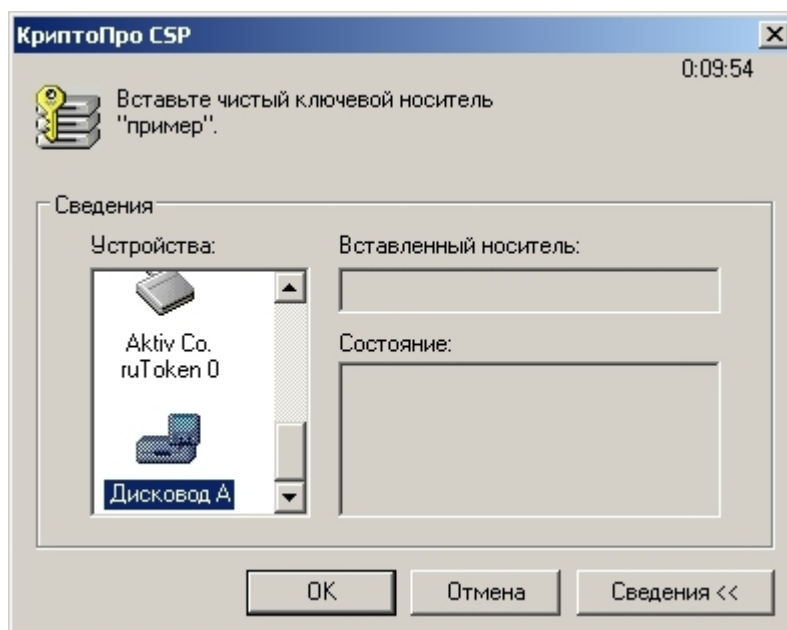 КриптоПро CSP
0:09:54
Вставьте чистый ключевой носитель
"пример".
Сведения
Устройства:
Вставленный носитель:
Aktiv Co.
ruToken 0
Состояние:
Дисковод A
OK
Отмена
Сведения <<